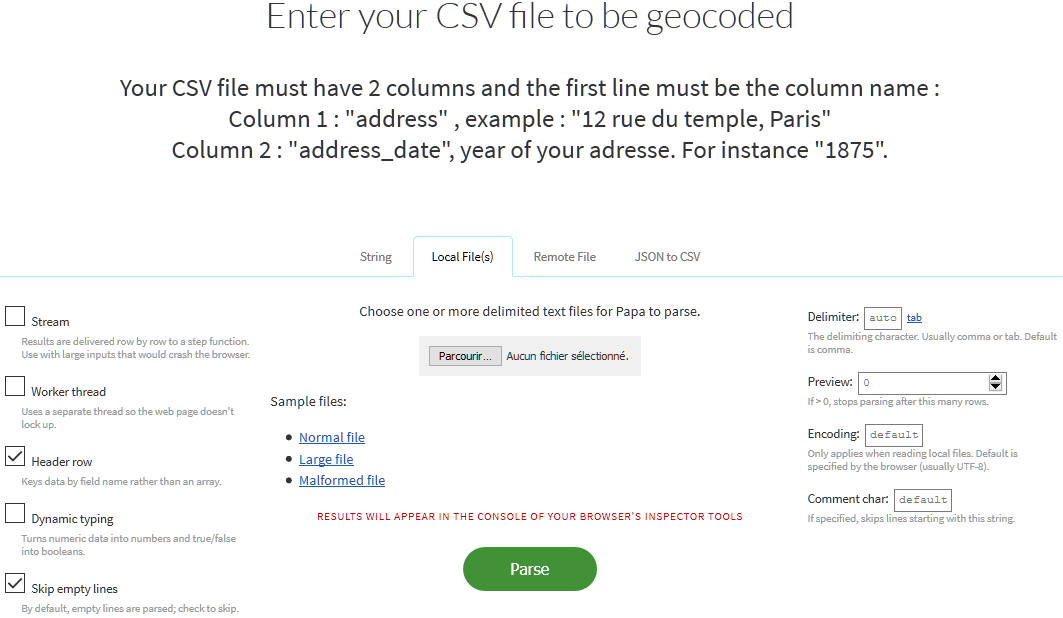 Enter your CSV file to be geocoded
Your CSV file must have 2 columns and the first line must be the column name :
Column 1 : "address" , example : "12 rue du temple, Paris"
Column 2 : "address_date", year of your adresse. For instance "1875".
String
Local File(s)
Remote File
JSON to CSV
Stream
Results are delivered row by row to a step function.
Use with large inputs that would crash the browser.
Worker thread
Uses a separate thread so the web page doesn't
lock up.
Header row
Keys data by field name rather than an array.
Dynamic typing
Turns numeric data into numbers and true/false
into booleans.
Skip empty lines
By default, empty lines are parsed; check to skip.
Choose one or more delimited text files for Papa to parse.
Parcourir... Aucun fichier sélectionné.
Sample files:
Normal file
Large file
Malformed file
RESULTS WILL APPEAR IN THE CONSOLE OF YOUR BROWSER'S INSPECTOR TOOLS
Parse
Delimiter: auto tab
The delimiting character. Usually comma or tab. Default
is comma.
Preview: 0
If > 0, stops parsing after this many rows.
Encoding: default
Only applies when reading local files. Default is
specified by the browser (usually UTF-8).
Comment char: default
If specified, skips lines starting with this string.